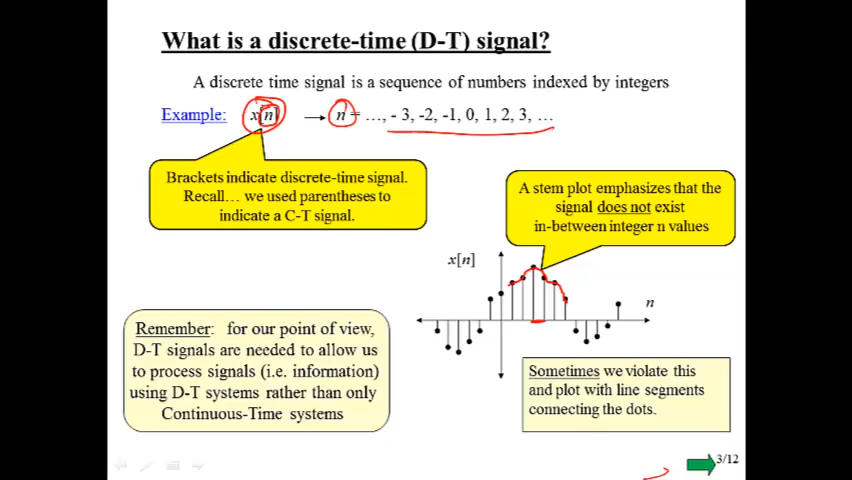 What is a discrete-time (D-T) signal?
A discrete time signal is a sequence of numbers indexed by integers
Example: x[n] → n = …, - 3, -2, -1, 0, 1, 2, 3, …
Brackets indicate discrete-time signal.
Recall… we used parentheses to
indicate a C-T signal.
A stem plot emphasizes that the
signal does not exist
in-between integer n values
x[n]
n
Remember: for our point of view,
D-T signals are needed to allow us
to process signals (i.e. information)
using D-T systems rather than only
Continuous-Time systems
Sometimes we violate this
and plot with line segments
connecting the dots.
3/12